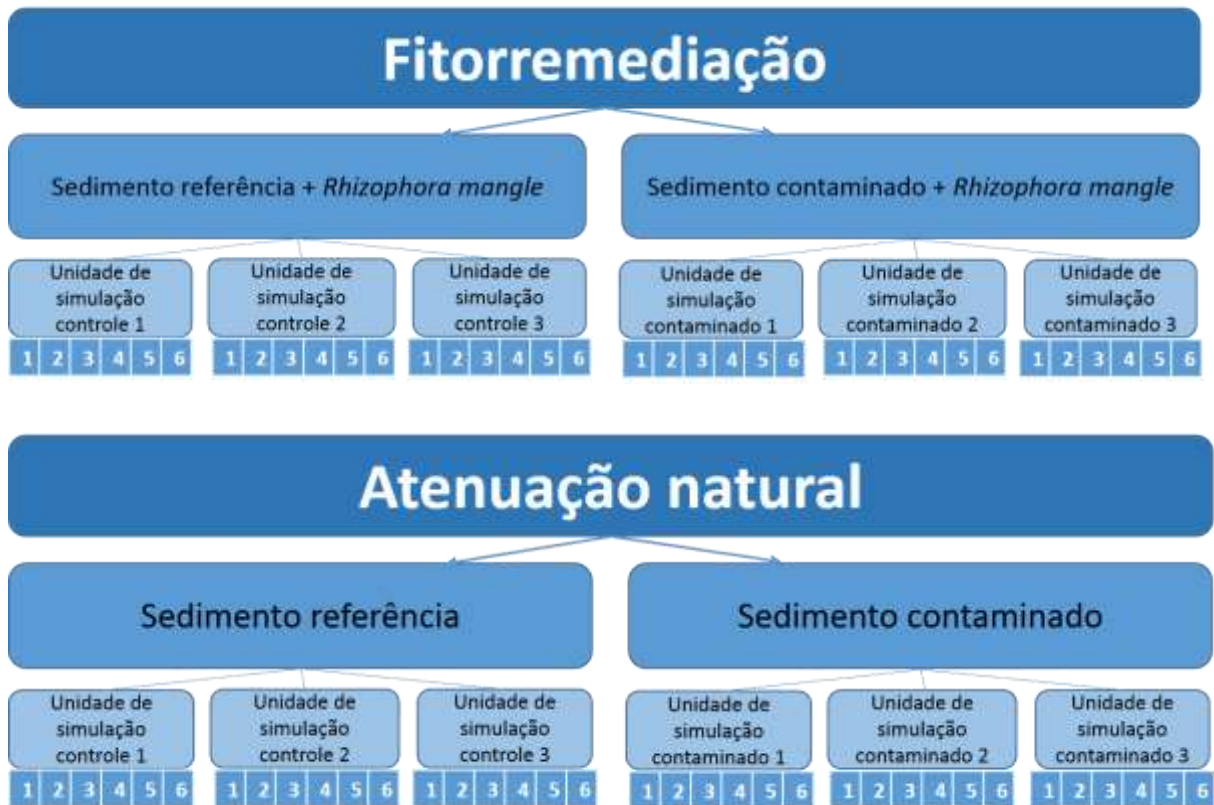 Fitorremediação
Sedimento referência + Rhizophora mangle
Sedimento contaminado + Rhizophora mangle
Unidade de
simulação
controle 1
Unidade de
simulação
controle 2
Unidade de
simulação
controle 3
Unidade de
simulação
contaminado 1
Unidade de
simulação
contaminado 2
Unidade de
simulação
contaminado 3
1 2 3 4 5 6
1 2 3 4 5 6
1 2 3 4 5 6
1 2 3 4 5 6
1 2 3 4 5 6
1 2 3 4 5 6
Atenuação natural
Sedimento referência
Sedimento contaminado
Unidade de
simulação
controle 1
Unidade de
simulação
controle 2
Unidade de
simulação
controle 3
Unidade de
simulação
contaminado 1
Unidade de
simulação
contaminado 2
Unidade de
simulação
contaminado 3
1 2 3 4 5 6
1 2 3 4 5 6
1 2 3 4 5 6
1 2 3 4 5 6
1 2 3 4 5 6
1 2 3 4 5 6